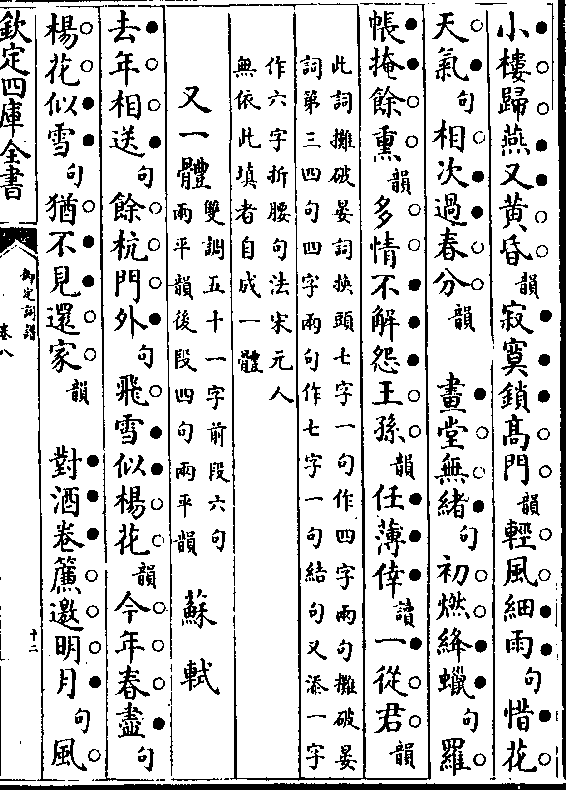 小樓歸燕又黃昏韻寂寞鎖髙門韻輕風細雨句惜花
天氣句相次過春分韻　畫堂無緒句初燃絳蠟句羅
帳掩餘熏韻多情不解怨王孫韻任薄倖讀一從君韻
此詞攤破晏詞換頭七字一句作四字兩句攤破晏
詞第三四句四字兩句作七字一句結句又添一字
作六字折腰句法宋元人
無依此填者自成一體
又一體雙調五十一字前段六句
兩平韻後段四句兩平韻　蘇軾
去年相送句餘杭門外句飛雪似楊花韻今年春盡句
楊花似雪句猶不見還家韻　對酒卷簾邀明月句風
欽定四庫全書
御定詞譜
卷八
十二